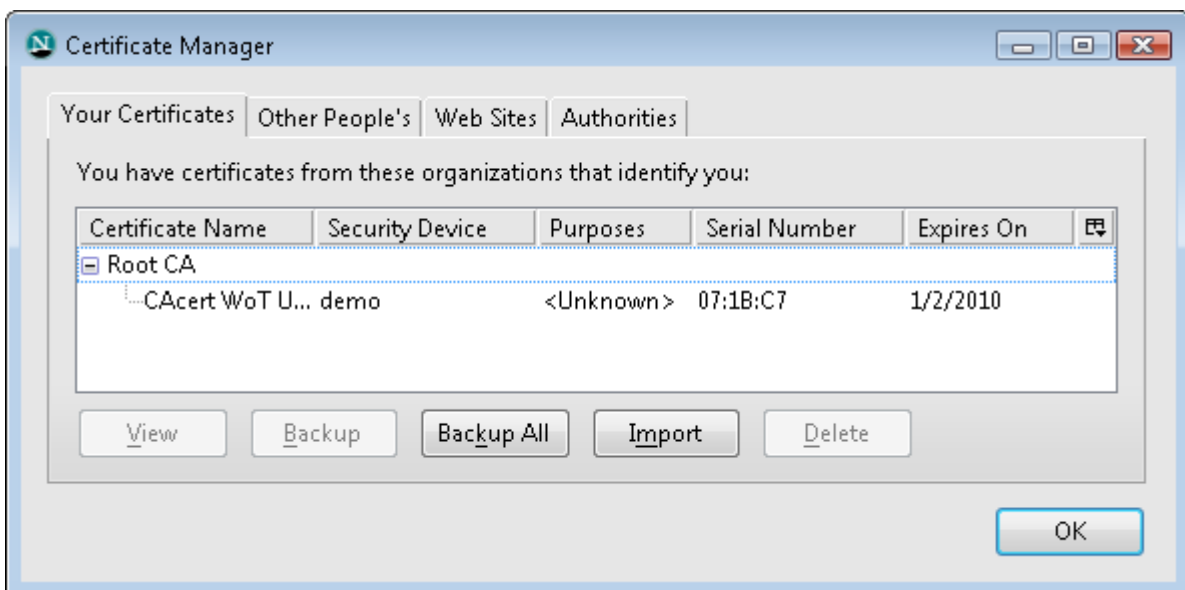 N Certificate Manager
Your Certificates Other People's Web Sites Authorities
You have certificates from these organizations that identify you:
Certificate Name Security Device Purposes Serial Number Expires On
Root CA
CAcert WoT U... demo <Unknown> 07:1B:C7 1/2/2010
View Backup Backup All Import Delete
OK